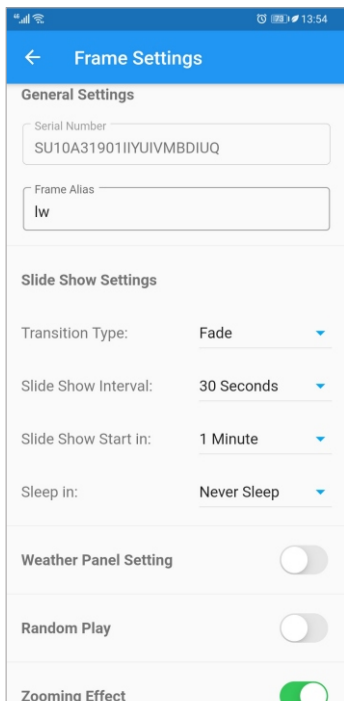 13:54
Frame Settings
General Settings
Serial Number
SU10A31901IIYUIVMBDIUQ
Frame Alias
lw
Slide Show Settings
Transition Type: Fade
Slide Show Interval: 30 Seconds
Slide Show Start in: 1 Minute
Sleep in: Never Sleep
Weather Panel Setting
Random Play
Zooming Effect